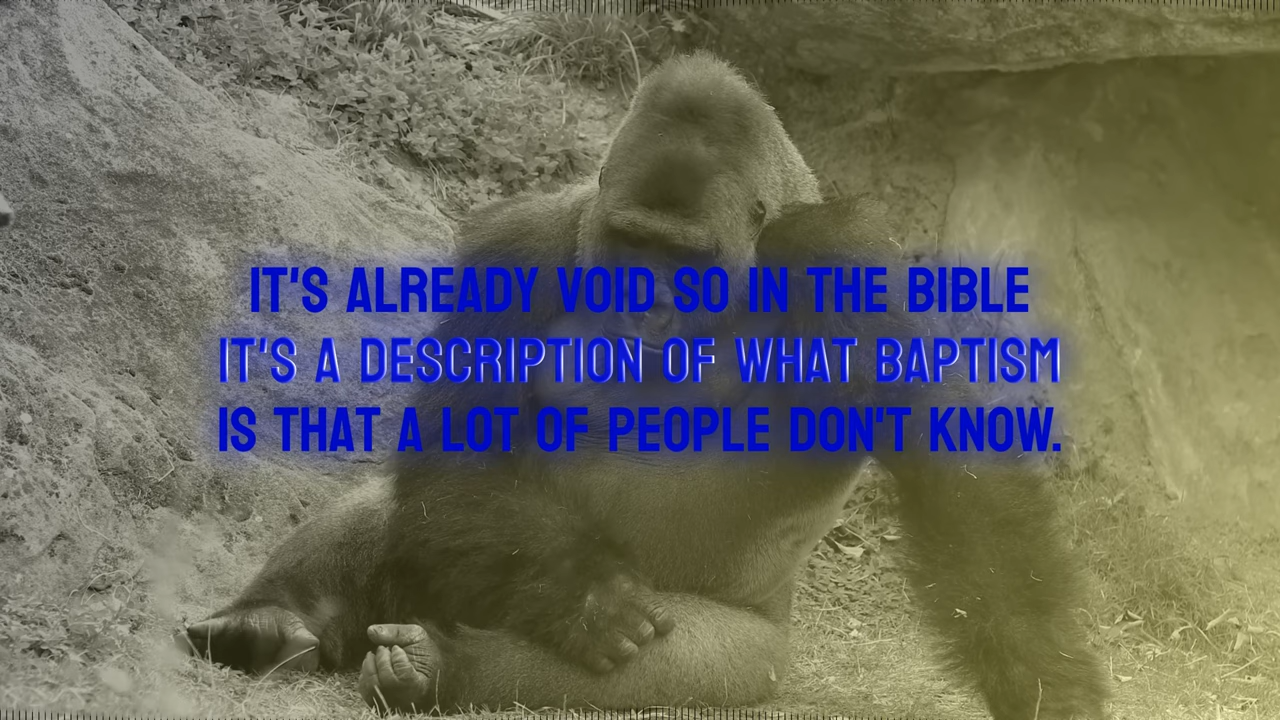 IT'S ALREADY VOID SO IN THE BIBLE
IT'S A DESCRIPTION OF WHAT BAPTISM
IS THAT A LOT OF PEOPLE DON'T KNOW.